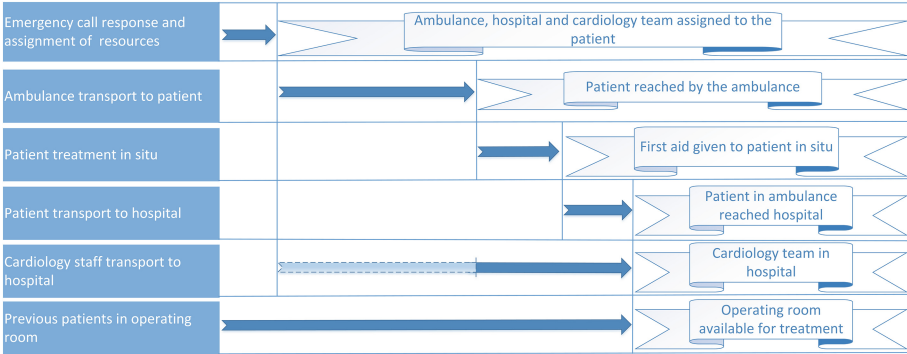 Emergency call response and
assignment of resources
Ambulance, hospital and cardiology team assigned to the
patient
Ambulance transport to patient
Patient reached by the ambulance
Patient treatment in situ
First aid given to patient in situ
Patient transport to hospital
Patient in ambulance
reached hospital
Cardiology staff transport to
hospital
Cardiology team in
hospital
Previous patients in operating
room
Operating room
available for treatment